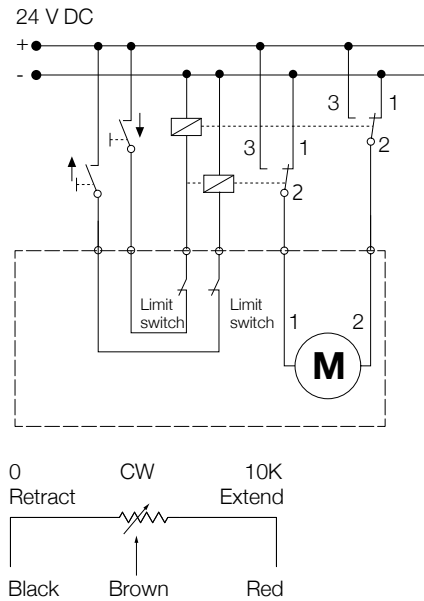 24 V DC
+
-
3 1
2
3 1
2
Limit
switch
Limit
switch
1 2
M
0 CW 10K
Retract Extend
Black Brown Red